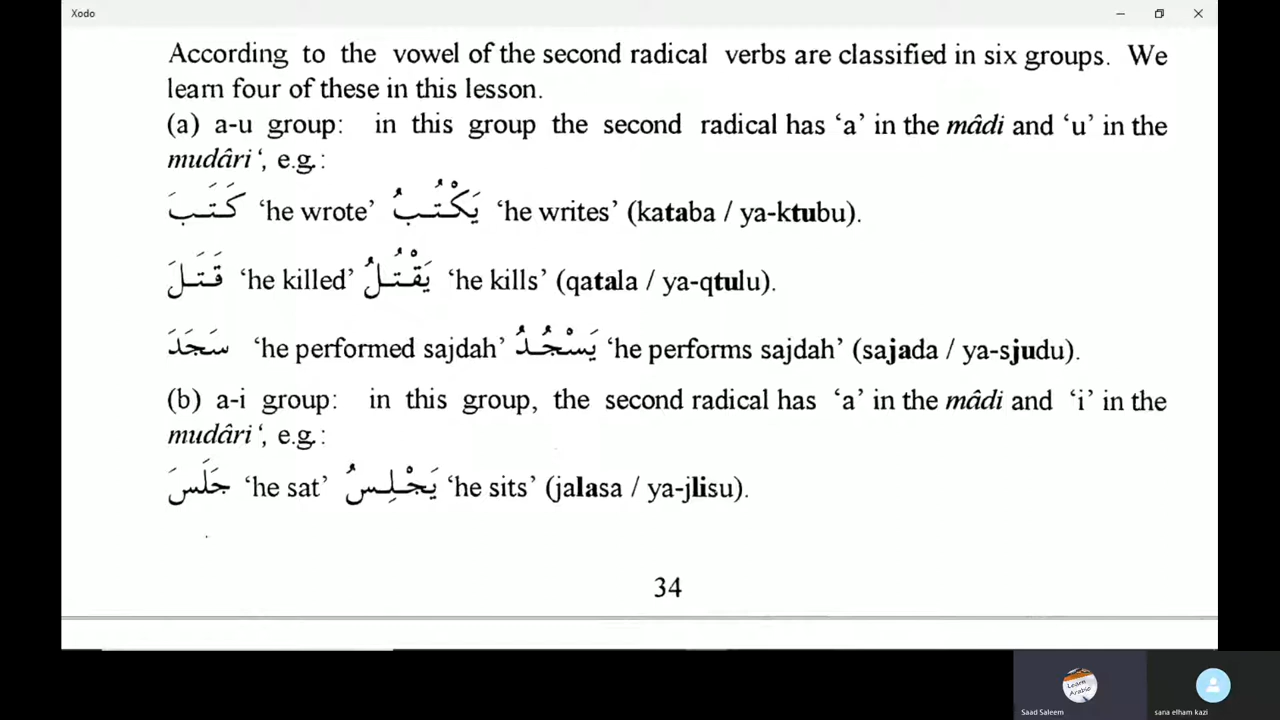 Xodo
According to the vowel of the second radical verbs are classified in six groups. We
learn four of these in this lesson.
(a) a-u group: in this group the second radical has ‘a’ in the mâdi and ‘u’ in the
mudâri‘, e.g.:
كَتَبَ ‘he wrote’ يَكْتُبُ ‘he writes’ (kataba / ya-ktubu).
قَتَلَ ‘he killed’ يَقْتُلُ ‘he kills’ (qatala / ya-qtulu).
سَجَدَ ‘he performed sajdah’ يَسْجُدُ ‘he performs sajdah’ (sajada / ya-sjudu).
(b) a-i group: in this group, the second radical has ‘a’ in the mâdi and ‘i’ in the
mudâri‘, e.g.:
جَلَسَ ‘he sat’ يَجْلِسُ ‘he sits’ (jalasa / ya-jlisu).
34
Learn
Arabic
Saad Saleem
sana elham kazi